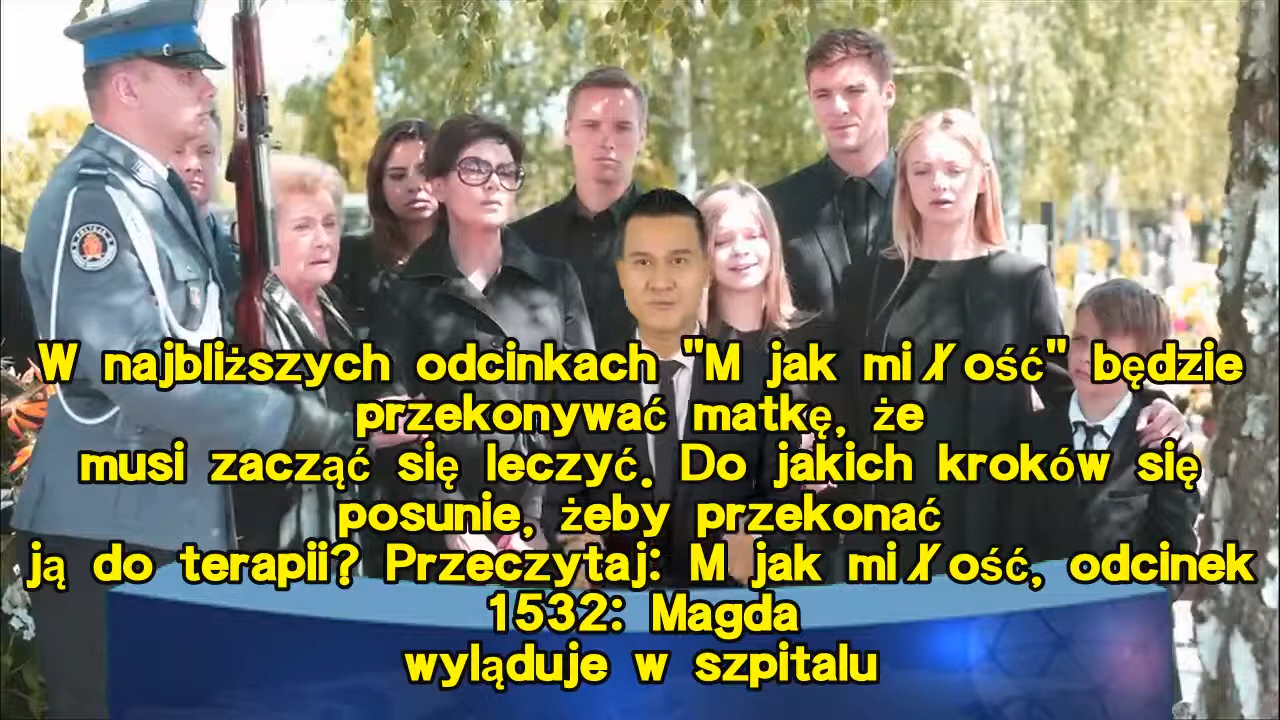 W najbliższych odcinkach "M jak miłość" będzie
przekonywać matkę, że
musi zacząć się leczyć. Do jakich kroków się
posunie, żeby przekonać
ją do terapii? Przeczytaj: M jak miłość, odcinek
1532: Magda
wyląduje w szpitalu
POLICJA